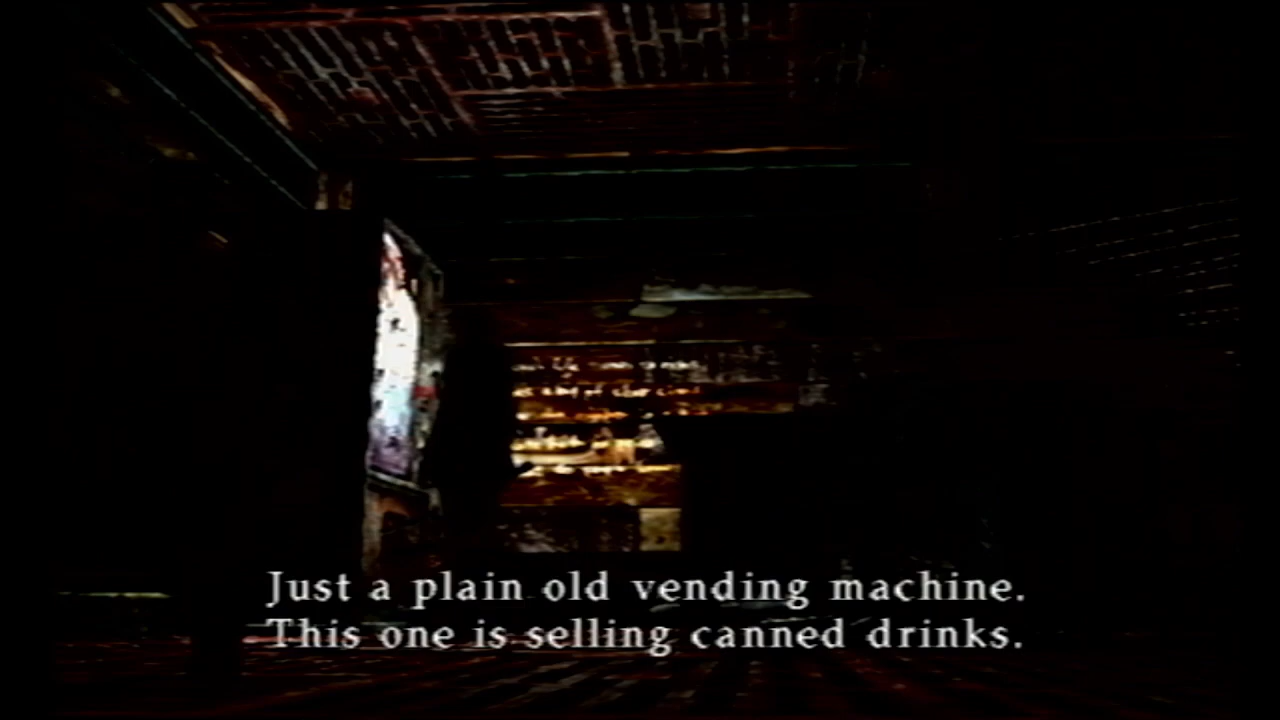 Just a plain old vending machine.
This one is selling canned drinks.